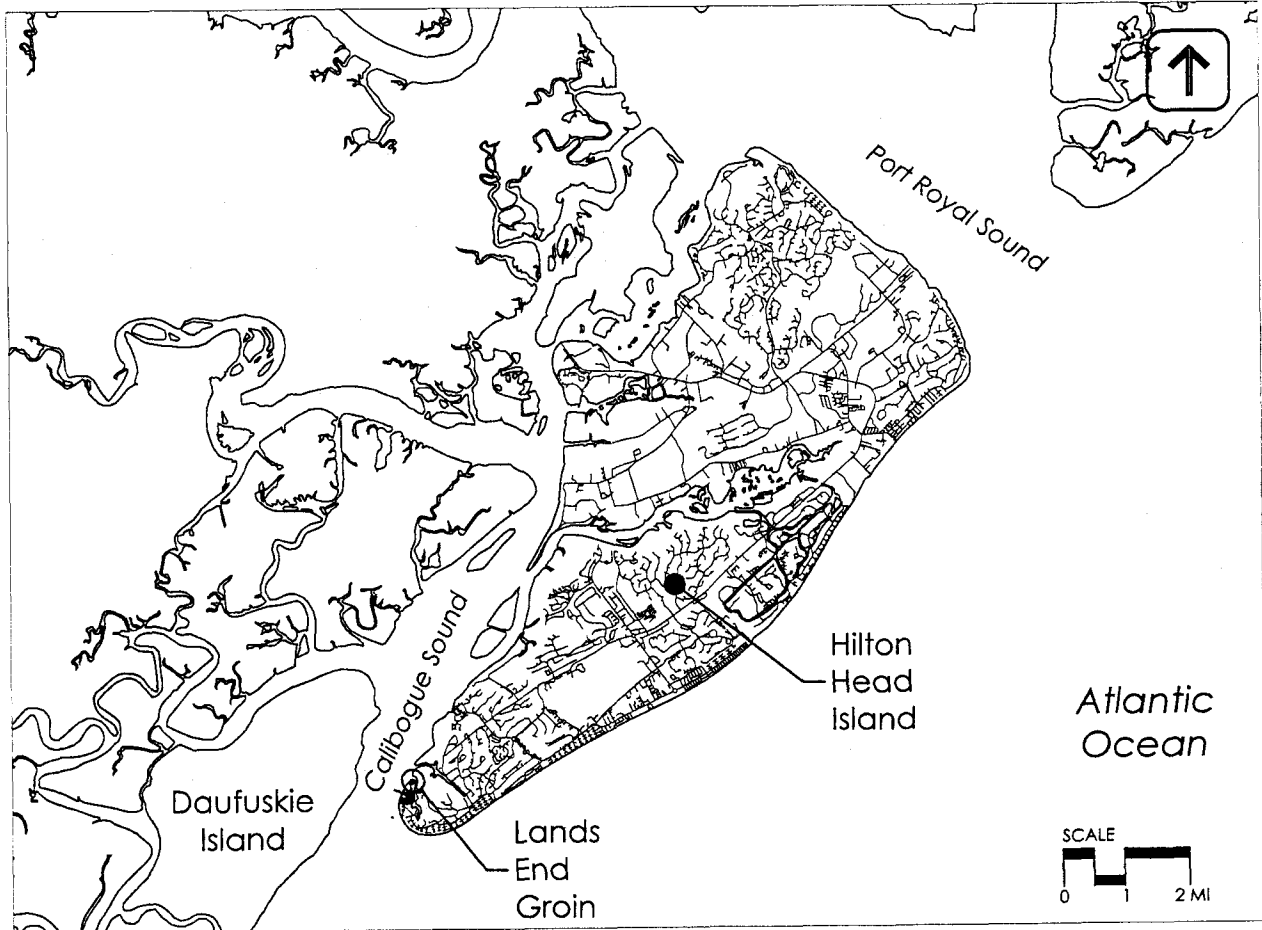 Port Royal Sound
Calibogue Sound
Hilton
Head
Island
Atlantic
Ocean
Daufuskie
Island
Lands
End
Groin
SCALE
0 1 2 MI